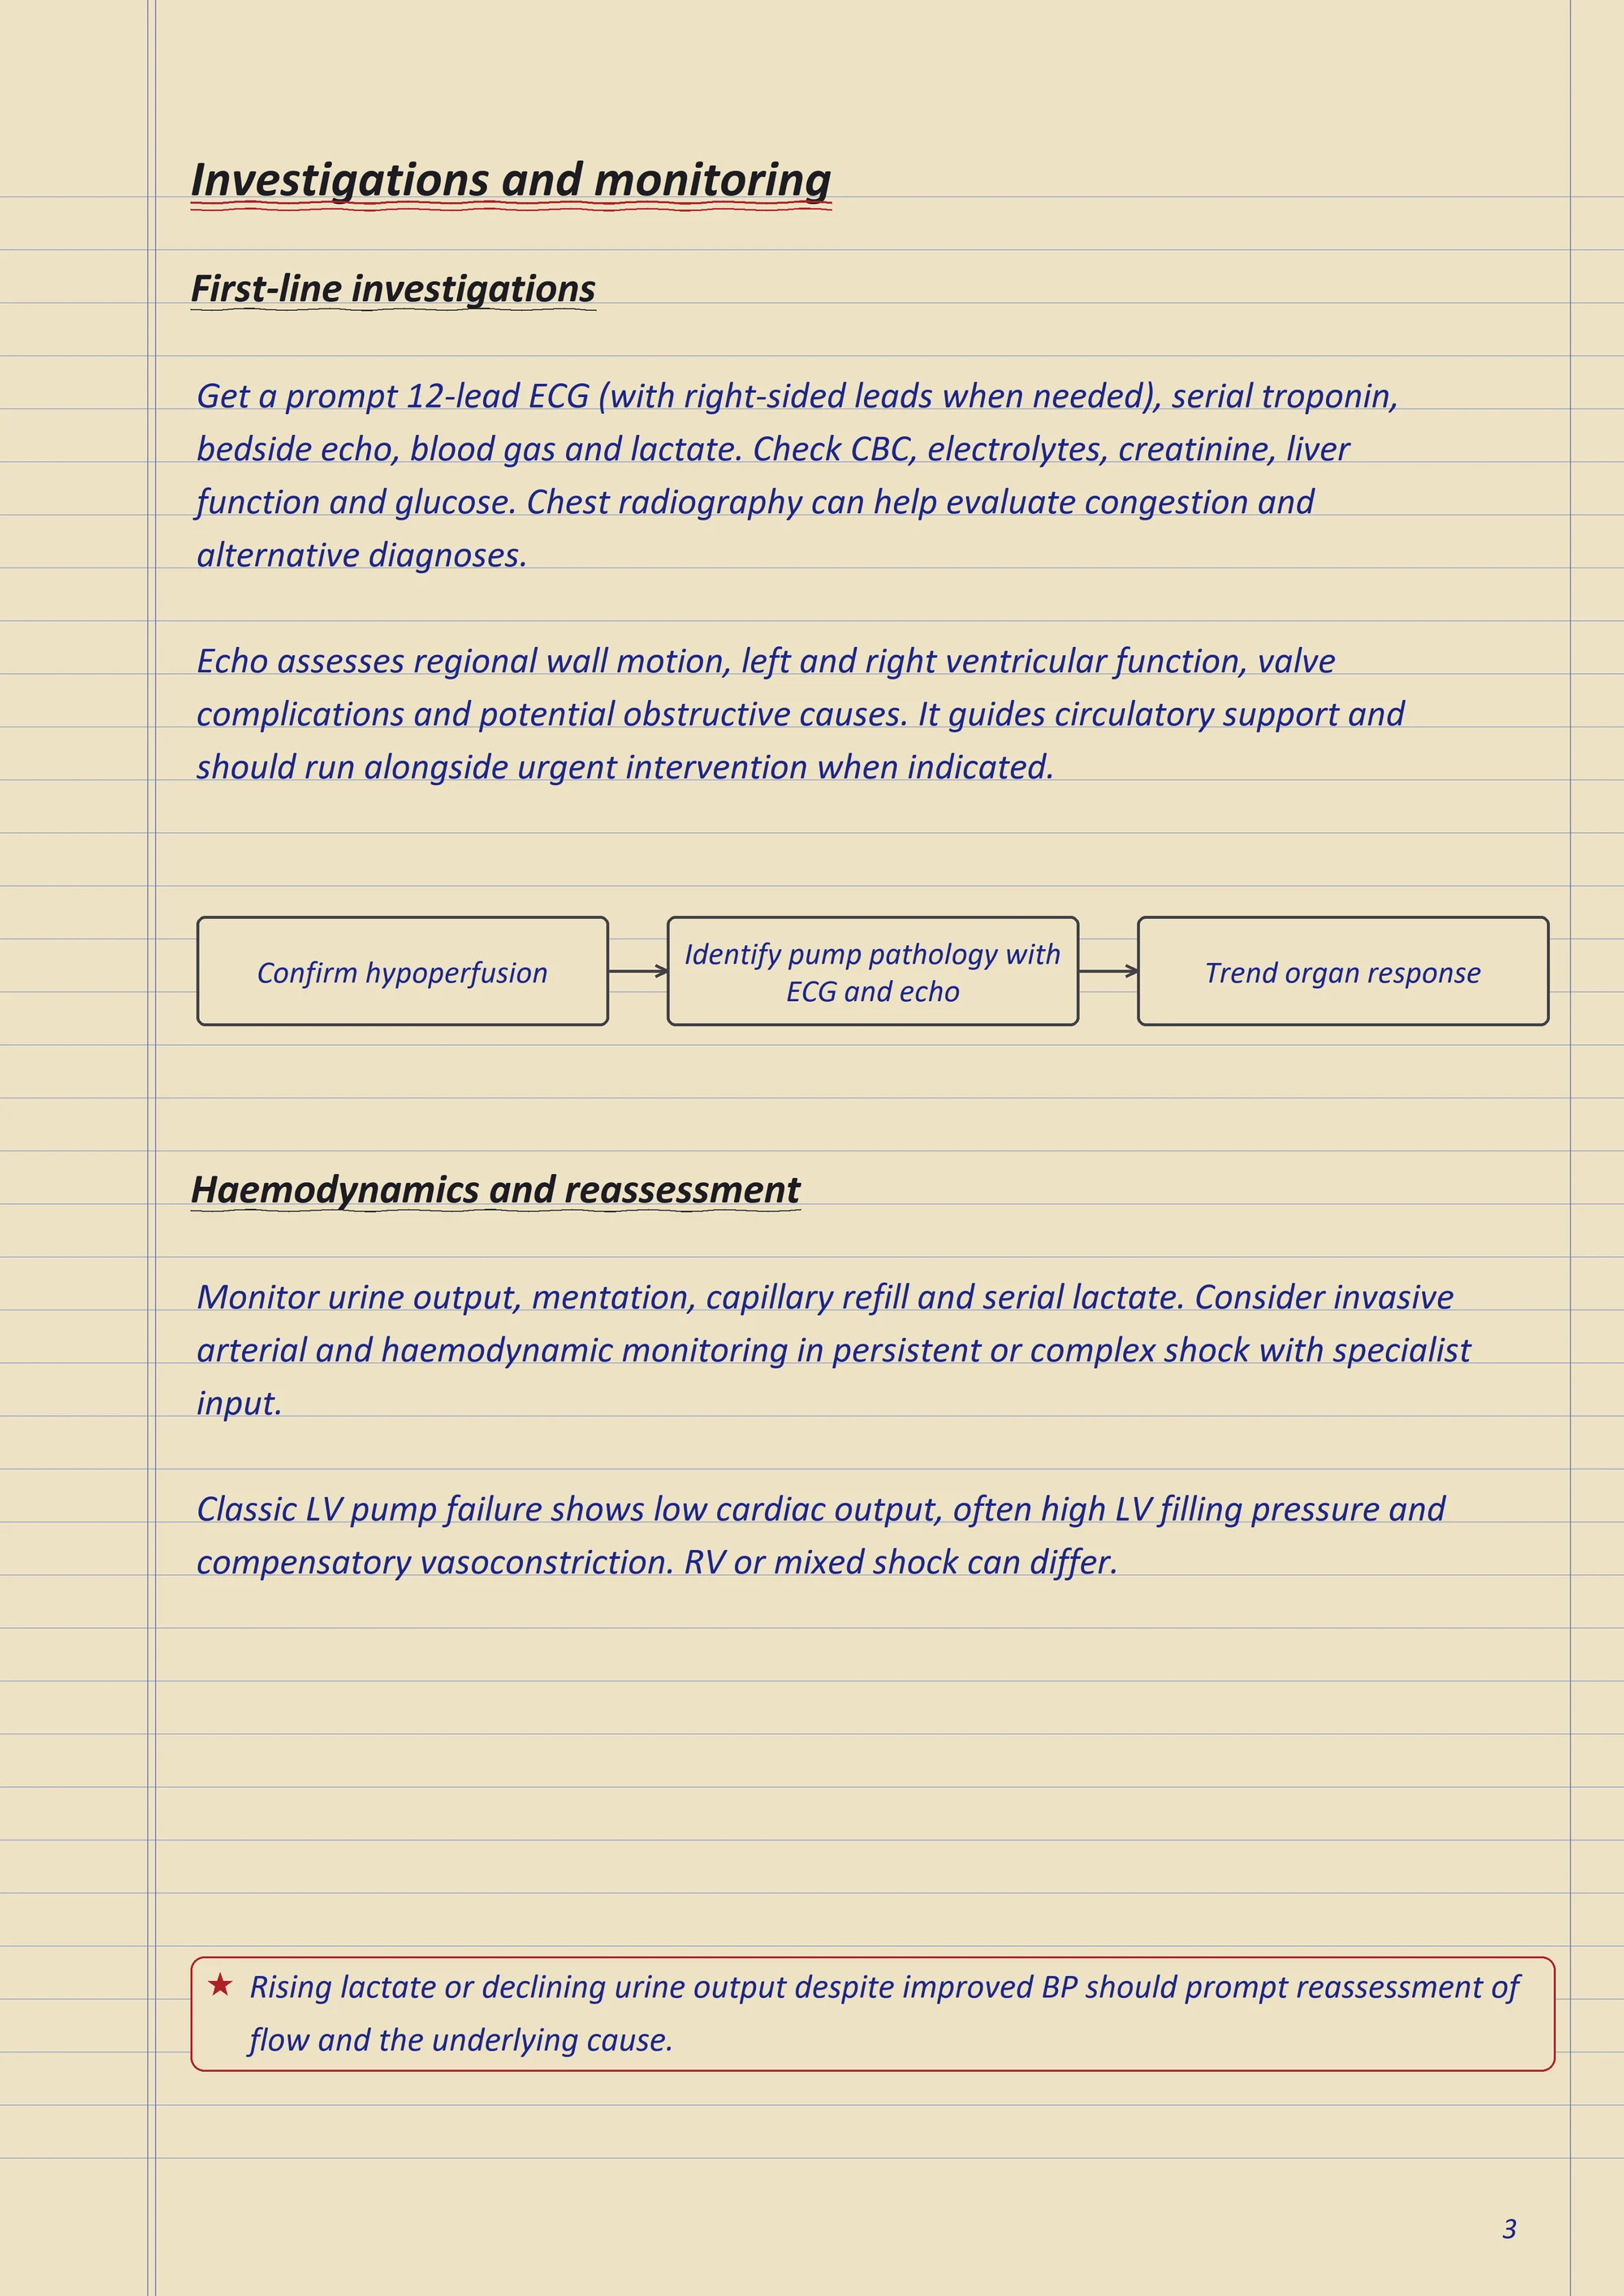 Investigations and monitoring
First-line investigations
Get a prompt 12-lead ECG (with right-sided leads when needed), serial troponin,
bedside echo, blood gas and lactate. Check CBC, electrolytes, creatinine, liver
function and glucose. Chest radiography can help evaluate congestion and
alternative diagnoses.
Echo assesses regional wall motion, left and right ventricular function, valve
complications and potential obstructive causes. It guides circulatory support and
should run alongside urgent intervention when indicated.
Confirm hypoperfusion
Identify pump pathology with
ECG and echo
Trend organ response
Haemodynamics and reassessment
Monitor urine output, mentation, capillary refill and serial lactate. Consider invasive
arterial and haemodynamic monitoring in persistent or complex shock with specialist
input.
Classic LV pump failure shows low cardiac output, often high LV filling pressure and
compensatory vasoconstriction. RV or mixed shock can differ.
★ Rising lactate or declining urine output despite improved BP should prompt reassessment of
flow and the underlying cause.
3